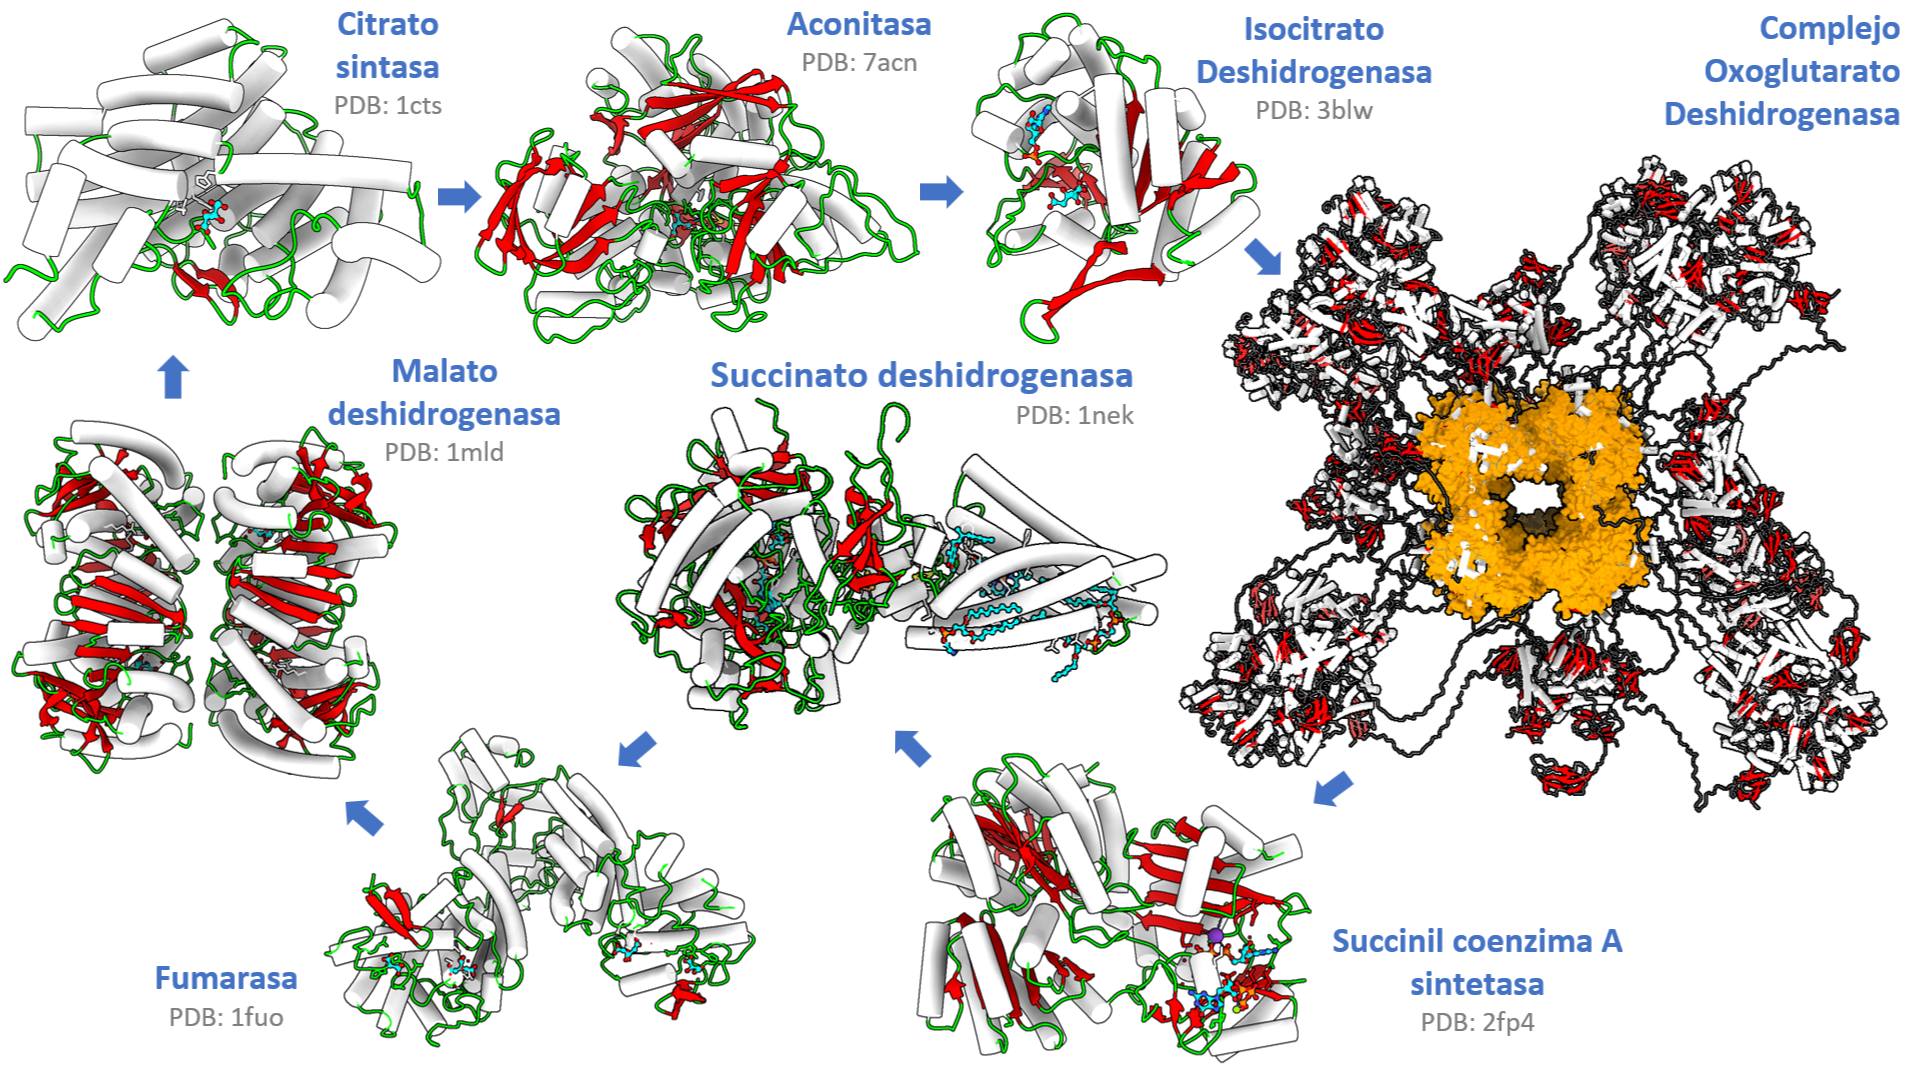 Citrato
sintasa
PDB: 1cts
Aconitasa
PDB: 7acn
Isocitrato
Deshidrogenasa
PDB: 3blw
Complejo
Oxoglutarato
Deshidrogenasa
Malato
deshidrogenasa
PDB: 1mld
Succinato deshidrogenasa
PDB: 1nek
Fumarasa
PDB: 1fuo
Succinil coenzima A
sintetasa
PDB: 2fp4